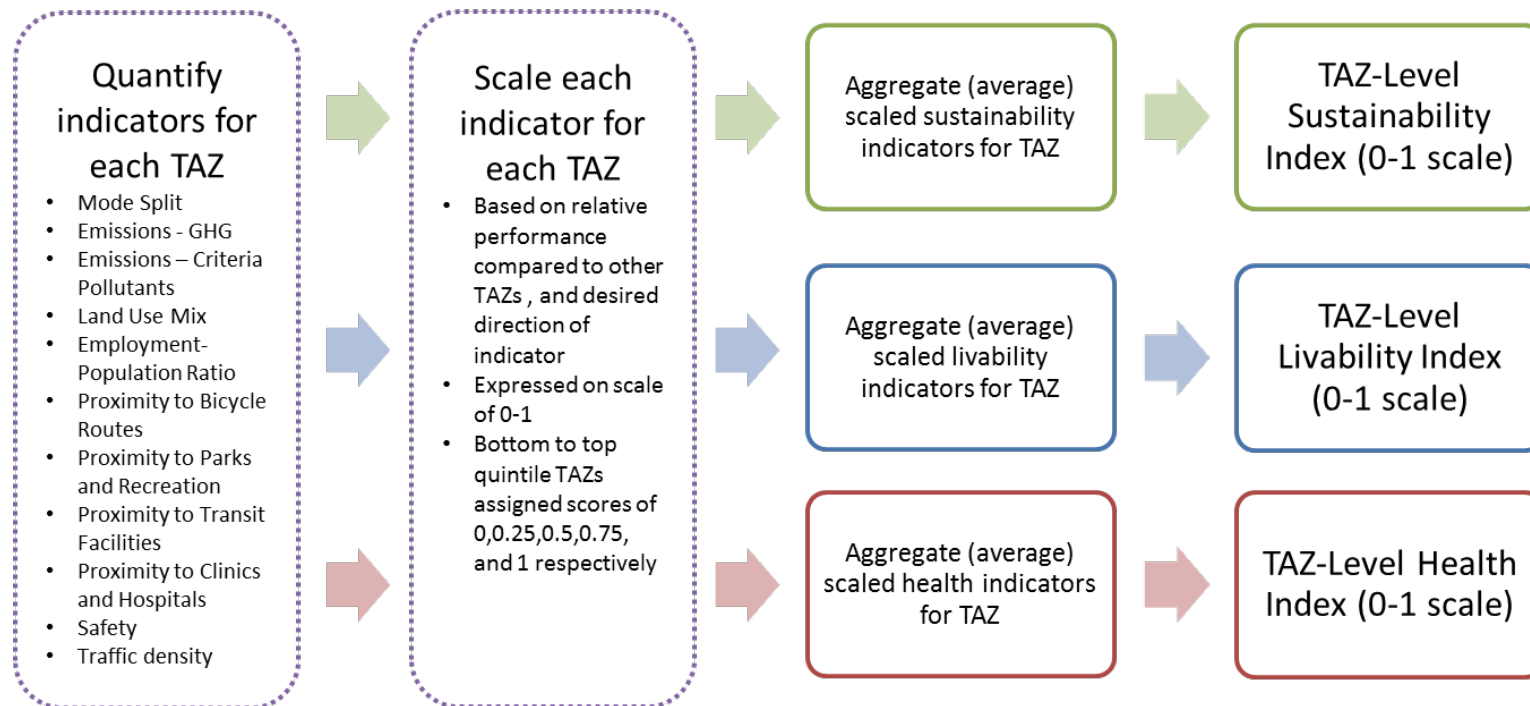 Quantify
indicators for
each TAZ
• Mode Split
• Emissions - GHG
• Emissions – Criteria
Pollutants
• Land Use Mix
• Employment-
Population Ratio
• Proximity to Bicycle
Routes
• Proximity to Parks
and Recreation
• Proximity to Transit
Facilities
• Proximity to Clinics
and Hospitals
• Safety
• Traffic density
Scale each
indicator for
each TAZ
• Based on relative
performance
compared to other
TAZs , and desired
direction of
indicator
• Expressed on scale
of 0-1
• Bottom to top
quintile TAZs
assigned scores of
0,0.25,0.5,0.75,
and 1 respectively
Aggregate (average)
scaled sustainability
indicators for TAZ
TAZ-Level
Sustainability
Index (0-1 scale)
Aggregate (average)
scaled livability
indicators for TAZ
TAZ-Level
Livability Index
(0-1 scale)
Aggregate (average)
scaled health indicators
for TAZ
TAZ-Level Health
Index (0-1 scale)